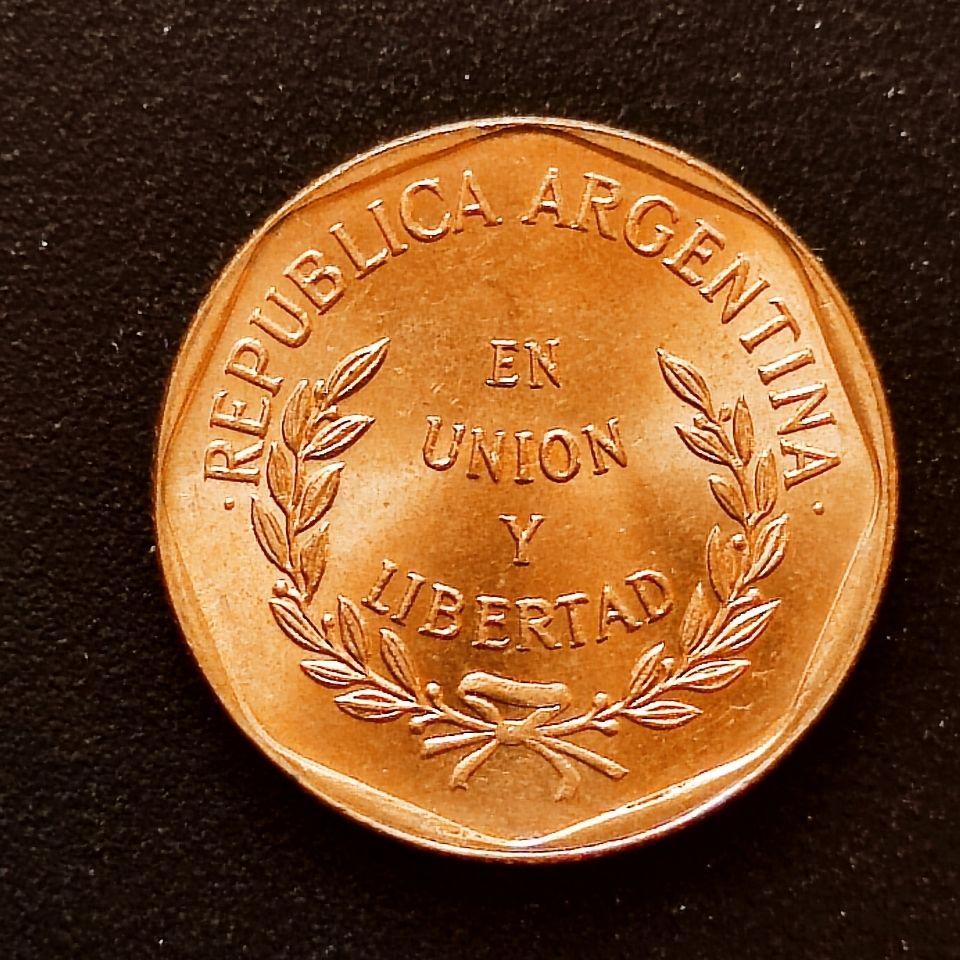 ·REPUBLICA ARGENTINA·
EN
UNION
Y
LIBERTAD